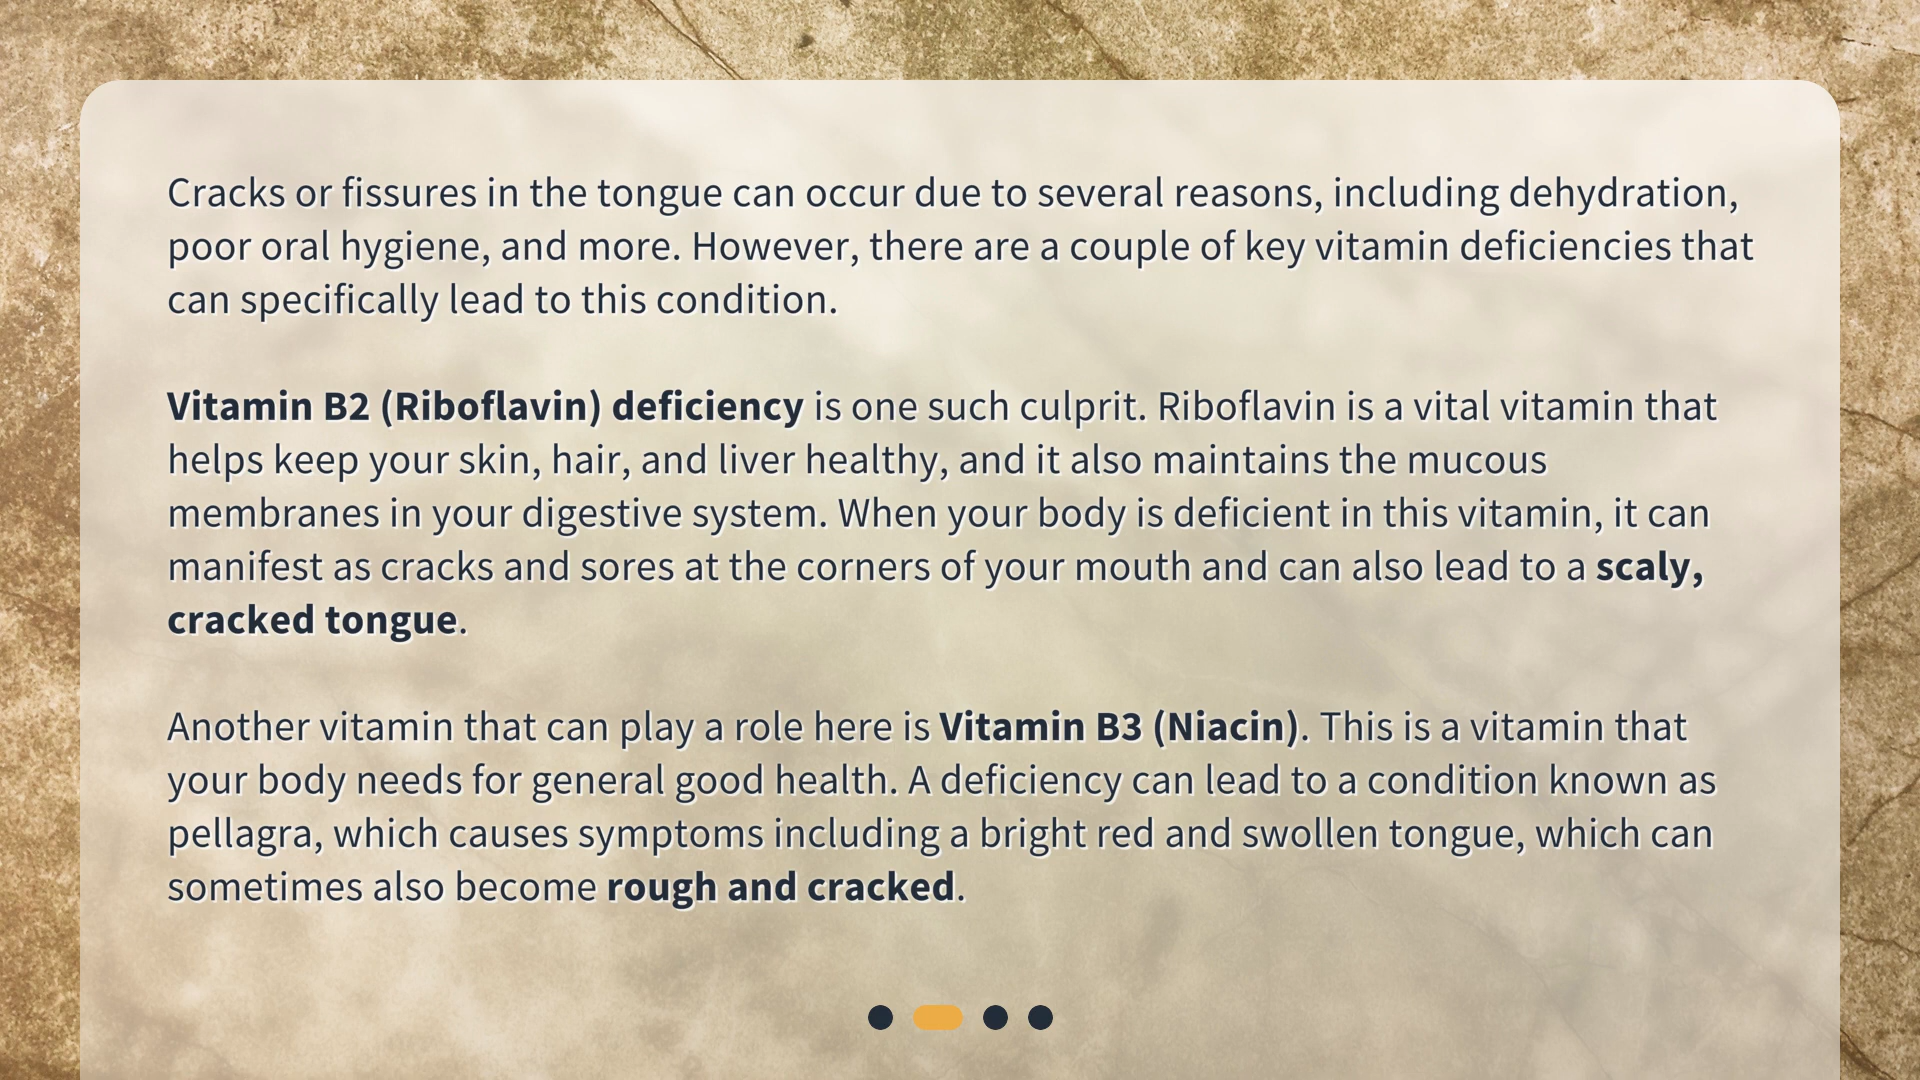 Cracks or fissures in the tongue can occur due to several reasons, including dehydration,
poor oral hygiene, and more. However, there are a couple of key vitamin deficiencies that
can specifically lead to this condition.
Vitamin B2 (Riboflavin) deficiency is one such culprit. Riboflavin is a vital vitamin that
helps keep your skin, hair, and liver healthy, and it also maintains the mucous
membranes in your digestive system. When your body is deficient in this vitamin, it can
manifest as cracks and sores at the corners of your mouth and can also lead to a scaly,
cracked tongue.
Another vitamin that can play a role here is Vitamin B3 (Niacin). This is a vitamin that
your body needs for general good health. A deficiency can lead to a condition known as
pellagra, which causes symptoms including a bright red and swollen tongue, which can
sometimes also become rough and cracked.